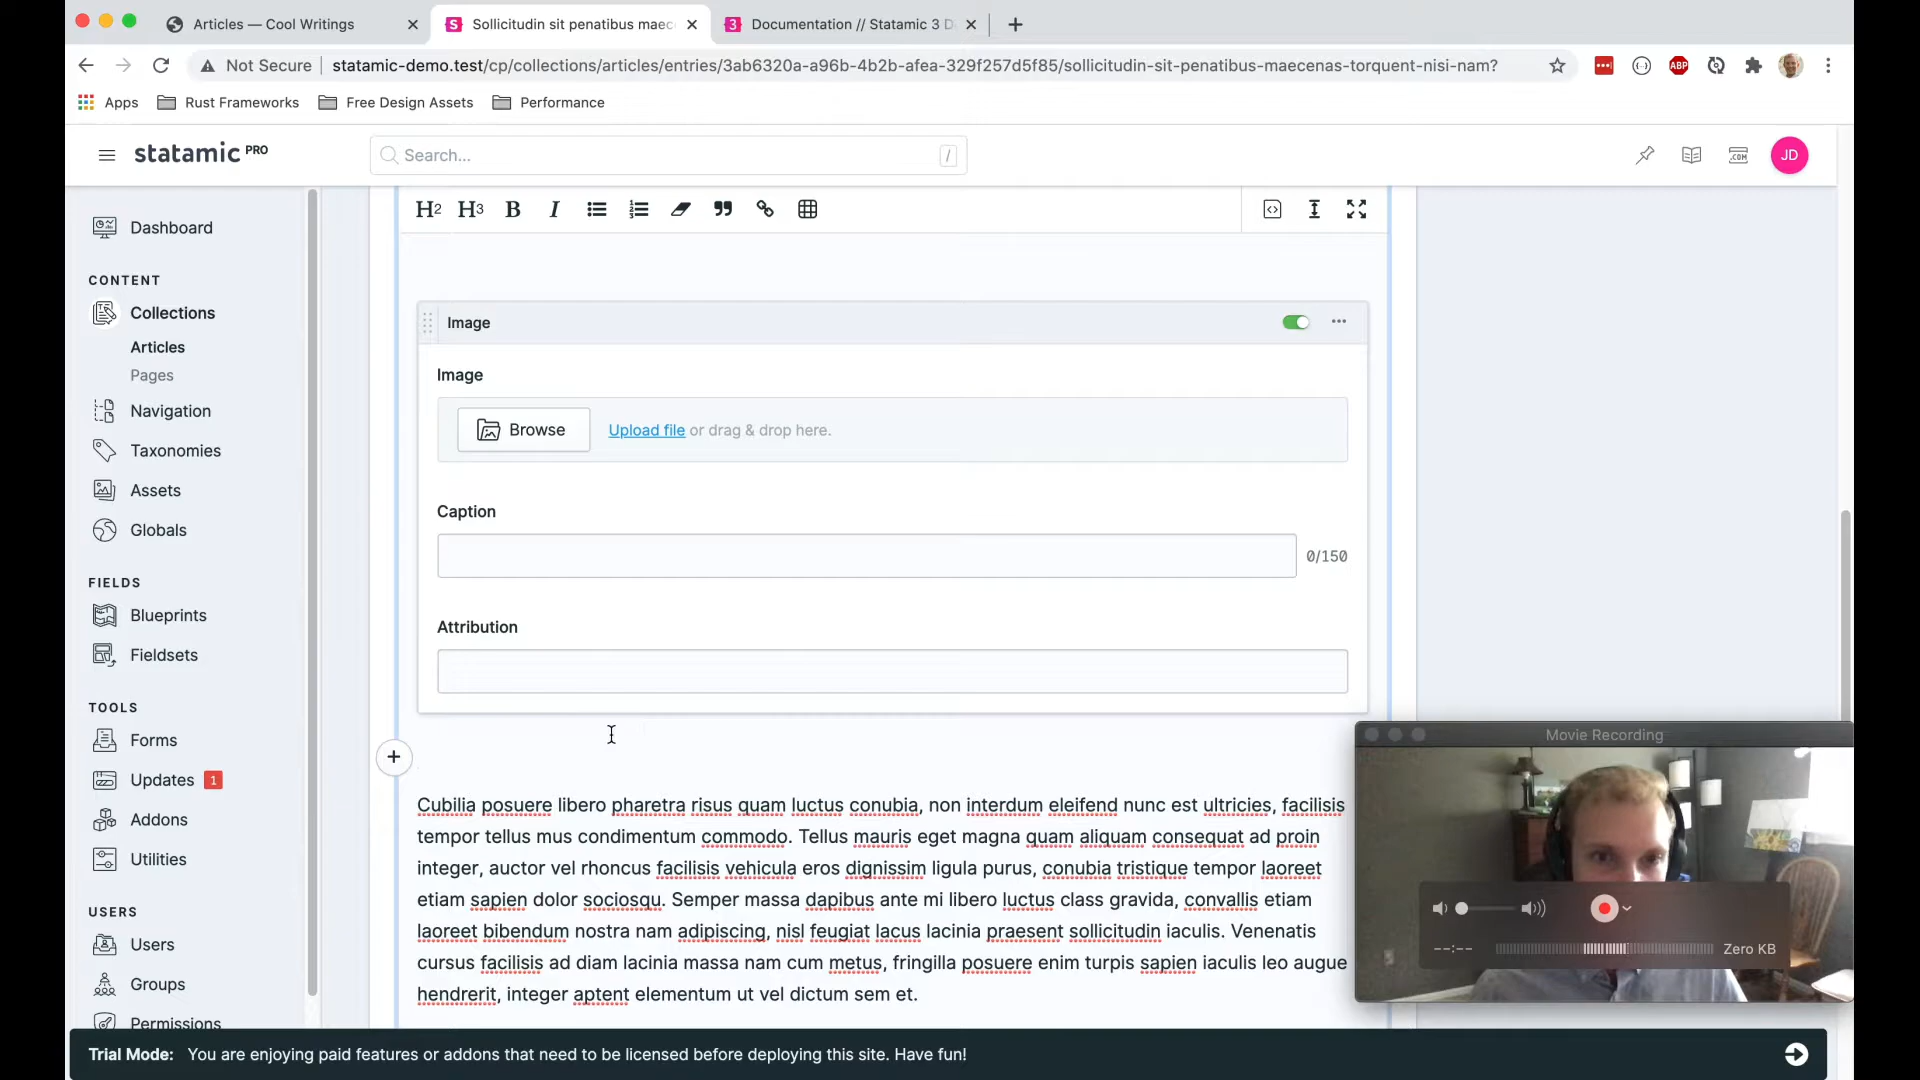 Articles — Cool Writings
Sollicitudin sit penatibus maec
Documentation // Statamic 3 D
Not Secure
statamic-demo.test/cp/collections/articles/entries/3ab6320a-a96b-4b2b-afea-329f257d5f85/sollicitudin-sit-penatibus-maecenas-torquent-nisi-nam?
ABP
Apps
Rust Frameworks
Free Design Assets
Performance
statamic PRO
Search...
/
.COM
JD
H2 H3 B I
Dashboard
CONTENT
Collections
Articles
Pages
Navigation
Taxonomies
Assets
Globals
FIELDS
Blueprints
Fieldsets
TOOLS
Forms
Updates 1
Addons
Utilities
USERS
Users
Groups
Permissions
Image
Image
Browse
Upload file or drag & drop here.
Caption
0/150
Attribution
Cubilia posuere libero pharetra risus quam luctus conubia, non interdum eleifend nunc est ultricies, facilisis
tempor tellus mus condimentum commodo. Tellus mauris eget magna quam aliquam consequat ad proin
integer, auctor vel rhoncus facilisis vehicula eros dignissim ligula purus, conubia tristique tempor laoreet
etiam sapien dolor sociosqu. Semper massa dapibus ante mi libero luctus class gravida, convallis etiam
laoreet bibendum nostra nam adipiscing, nisl feugiat lacus lacinia praesent sollicitudin iaculis. Venenatis
cursus facilisis ad diam lacinia massa nam cum metus, fringilla posuere enim turpis sapien iaculis leo augue
hendrerit, integer aptent elementum ut vel dictum sem et.
Movie Recording
--:--
Zero KB
Trial Mode: You are enjoying paid features or addons that need to be licensed before deploying this site. Have fun!